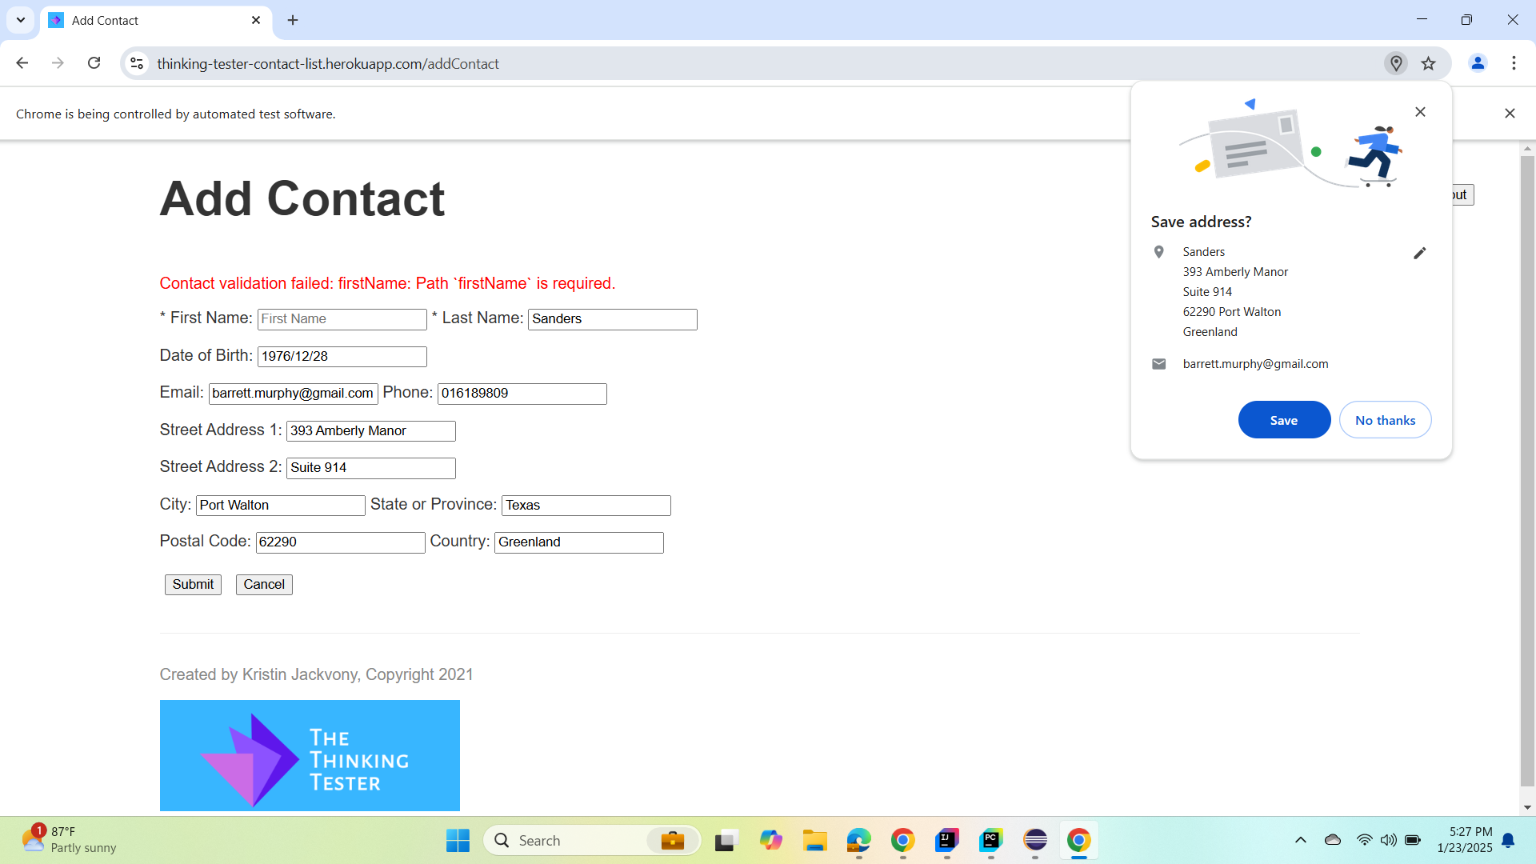 Add Contact
thinking-tester-contact-list.herokuapp.com/addContact
Chrome is being controlled by automated test software.
Save address?
Sanders
393 Amberly Manor
Suite 914
62290 Port Walton
Greenland
barrett.murphy@gmail.com
Save No thanks
out
Add Contact
Contact validation failed: firstName: Path `firstName` is required.
* First Name: First Name * Last Name: Sanders
Date of Birth: 1976/12/28
Email: barrett.murphy@gmail.com Phone: 016189809
Street Address 1: 393 Amberly Manor
Street Address 2: Suite 914
City: Port Walton State or Province: Texas
Postal Code: 62290 Country: Greenland
Submit Cancel
Created by Kristin Jackvony, Copyright 2021
THE
THINKING
TESTER
1
87°F
Partly sunny
Search
IJ
PC
5:27 PM
1/23/2025